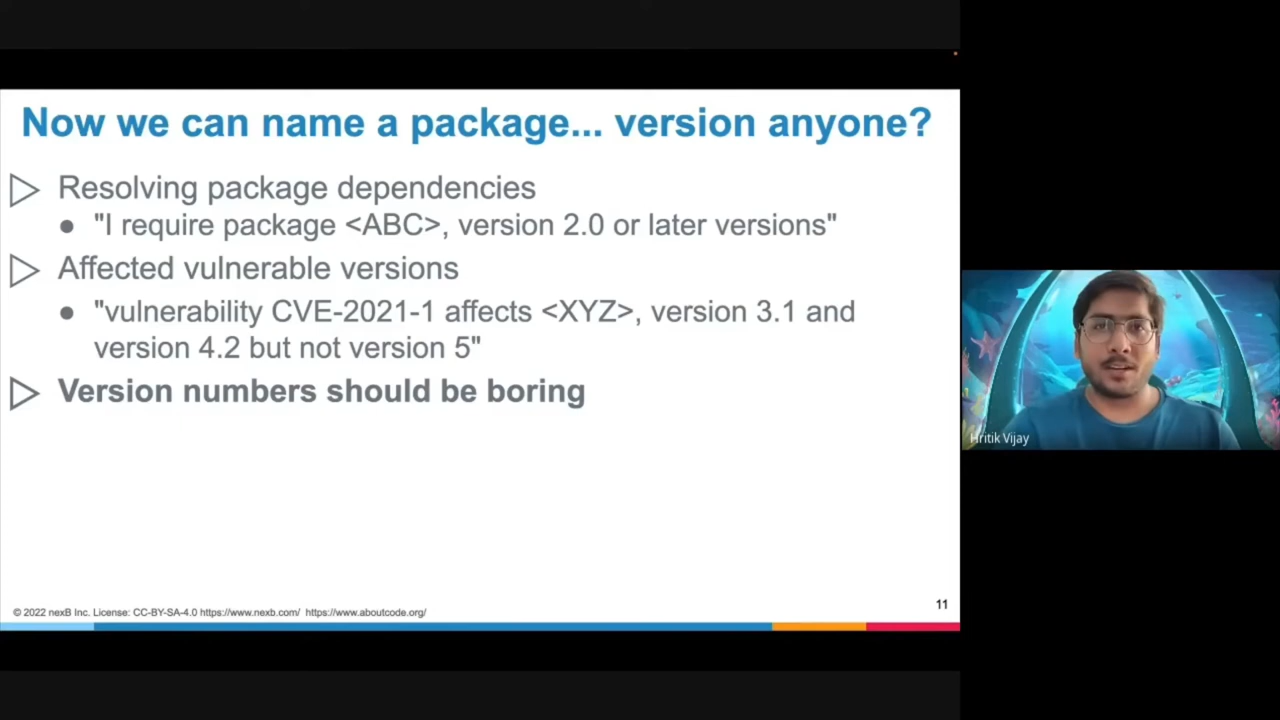 Now we can name a package... version anyone?
Resolving package dependencies
● "I require package <ABC>, version 2.0 or later versions"
Affected vulnerable versions
● "vulnerability CVE-2021-1 affects <XYZ>, version 3.1 and
version 4.2 but not version 5"
Version numbers should be boring
Hritik Vijay
© 2022 nexB Inc. License: CC-BY-SA-4.0 https://www.nexb.com/ https://www.aboutcode.org/
11